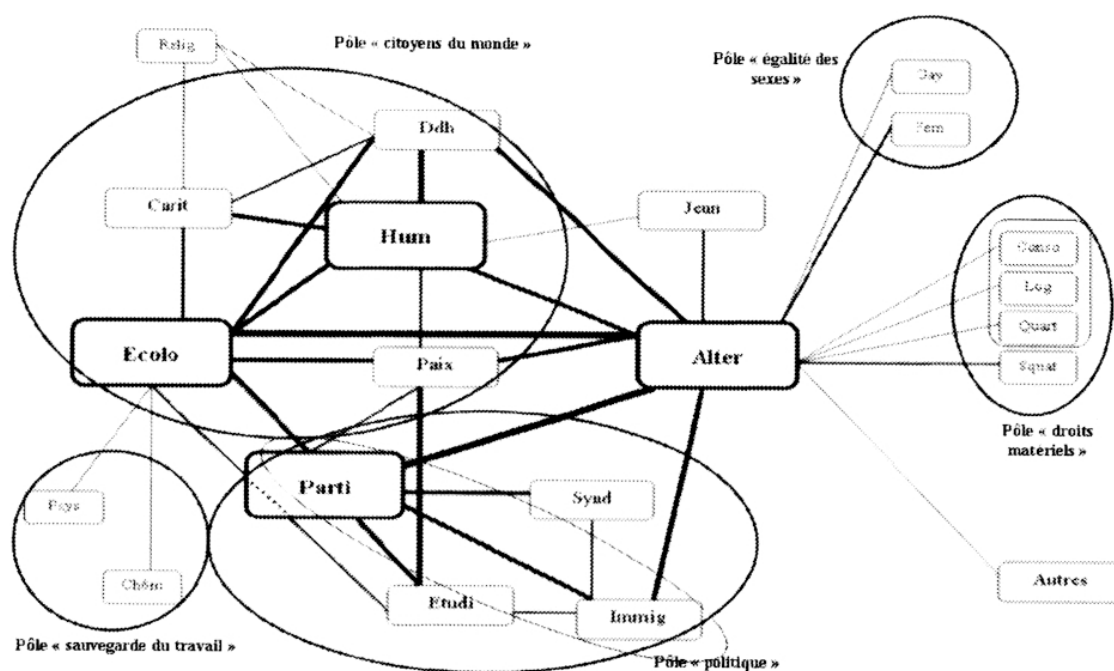 Relig
Pôle « citoyens du monde »
Pôle « égalité des
sexes »
Gay
Fem
Ddh
Carit
Hum
Jeun
Conso
Log
Quart
Squat
Ecolo
Paix
Alter
Pôle « droits
matériels »
Parti
Synd
Pays
Chôm
Etudi
Immig
Autres
Pôle « sauvegarde du travail »
Pôle « politique »